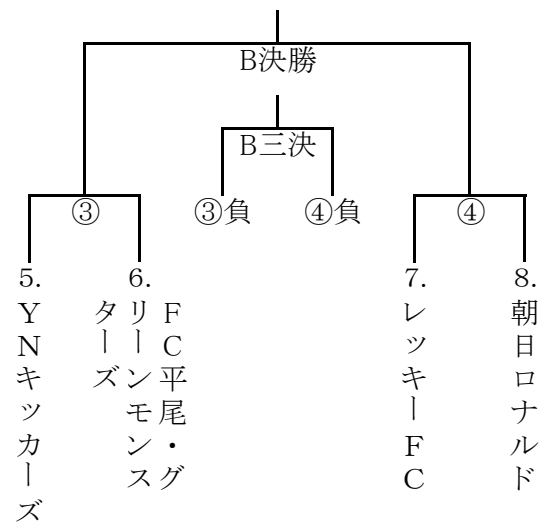 B決勝
B三決
③
③負
④負
④
5.
YNキッカーズ
6.
FC平尾・グ
リーンモンス
ターズ
7.
レッキーFC
8.
朝日ロナルド